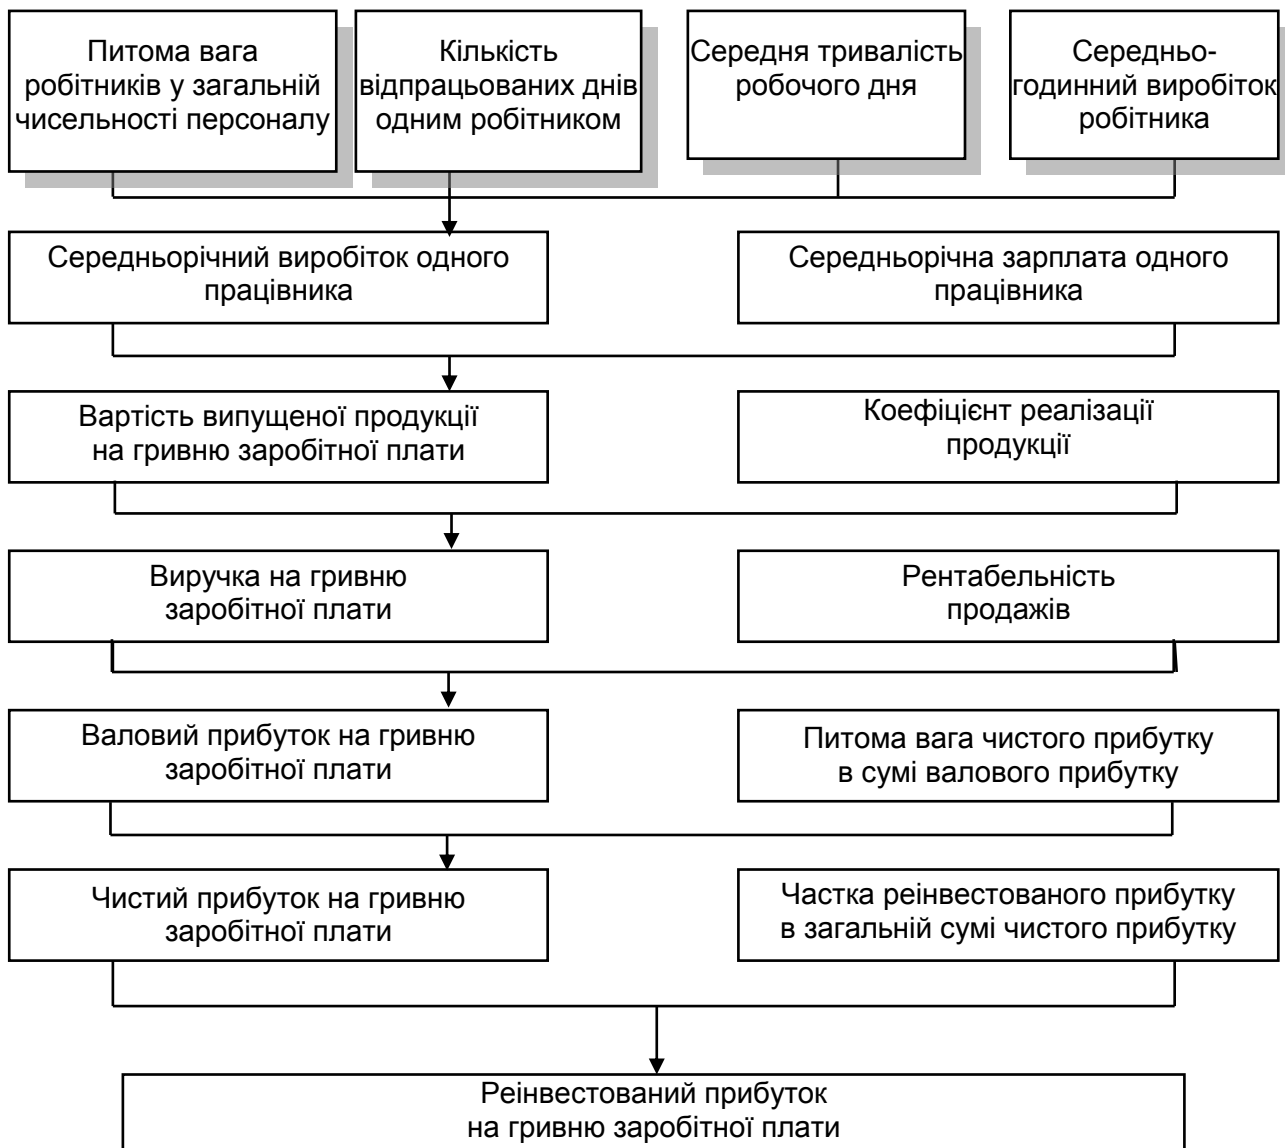 Питома вага
робітників у загальній
чисельності персоналу
Кількість
відпрацьованих днів
одним робітником
Середня тривалість
робочого дня
Середньо-
годинний виробіток
робітника
Середньорічний виробіток одного
працівника
Середньорічна зарплата одного
працівника
Вартість випущеної продукції
на гривню заробітної плати
Коефіцієнт реалізації
продукції
Виручка на гривню
заробітної плати
Рентабельність
продажів
Валовий прибуток на гривню
заробітної плати
Питома вага чистого прибутку
в сумі валового прибутку
Чистий прибуток на гривню
заробітної плати
Частка реінвестованого прибутку
в загальній сумі чистого прибутку
Реінвестований прибуток
на гривню заробітної плати